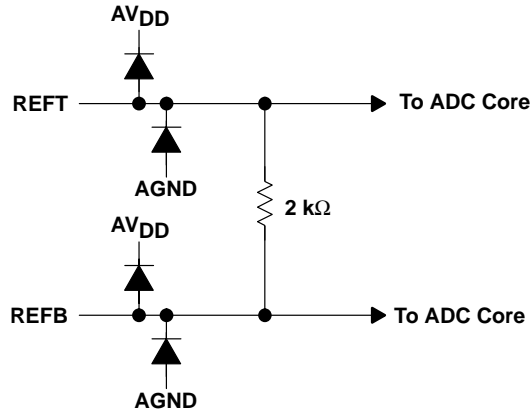 AVDD
REFT
To ADC Core
AGND
2 kΩ
AVDD
REFB
To ADC Core
AGND